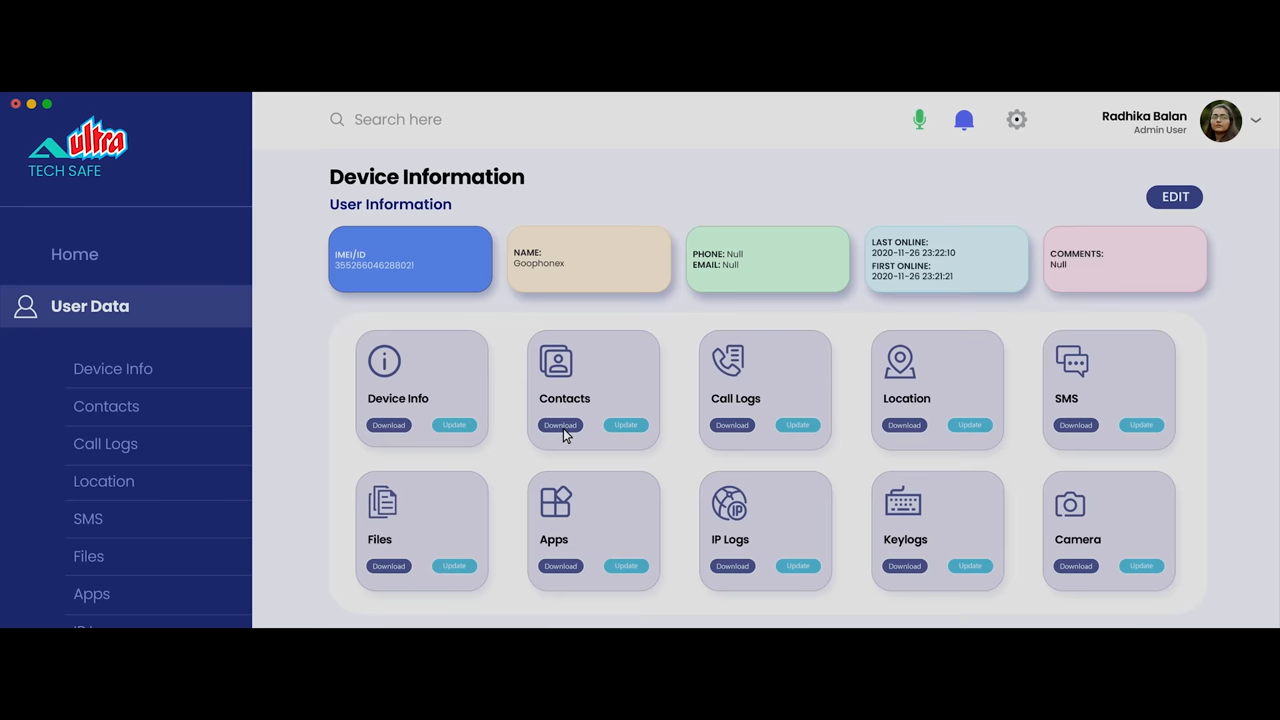 ultra
TECH SAFE
Search here
Radhika Balan
Admin User
Device Information
User Information
EDIT
Home
User Data
Device Info
Contacts
Call Logs
Location
SMS
Files
Apps
IMEI/ID
355266046288021
NAME:
Goophonex
PHONE: Null
EMAIL: Null
LAST ONLINE:
2020-11-26 23:22:10
FIRST ONLINE:
2020-11-26 23:21:21
COMMENTS:
Null
Device Info
Download Update
Contacts
Download Update
Call Logs
Download Update
Location
Download Update
SMS
Download Update
Files
Download Update
Apps
Download Update
IP
IP Logs
Download Update
Keylogs
Download Update
Camera
Download Update